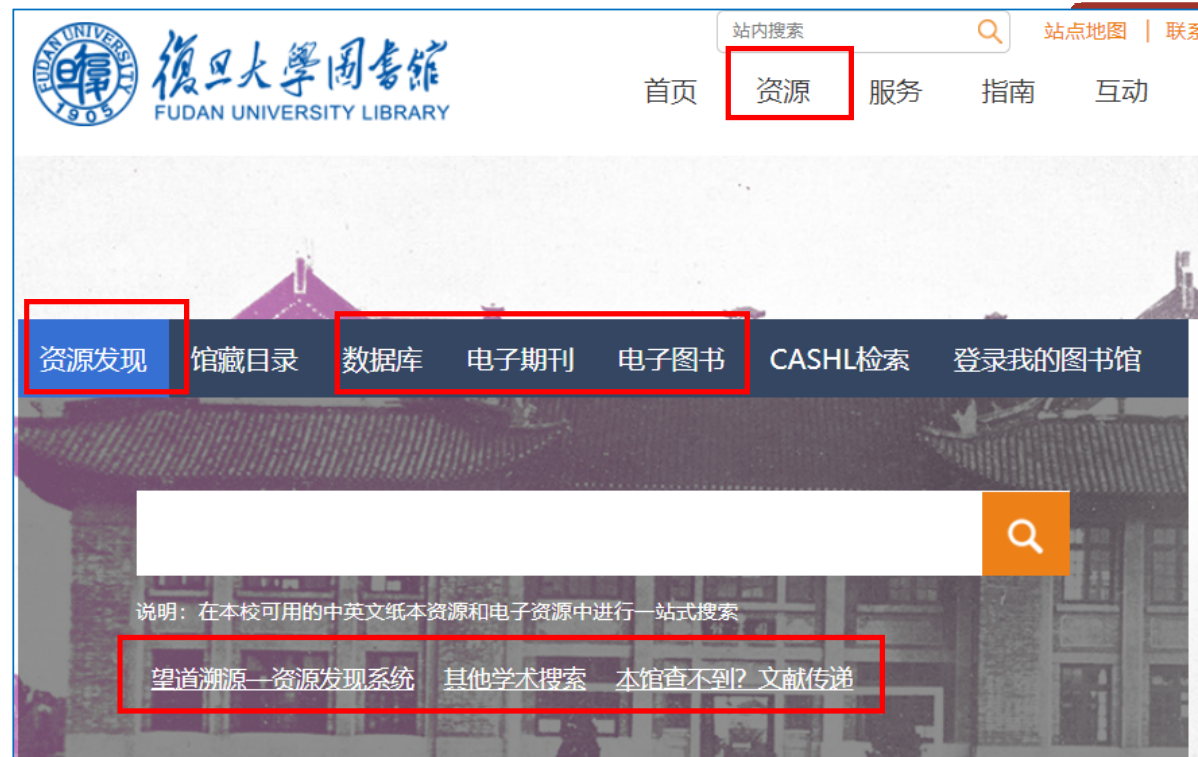 站内搜索 站点地图 | 联系
復旦大學圖書館
FUDAN UNIVERSITY LIBRARY
FUDAN UNIVERSITY
1905
首页 资源 服务 指南 互动
资源发现 馆藏目录 数据库 电子期刊 电子图书 CASHL检索 登录我的图书馆
说明：在本校可用的中英文纸本资源和电子资源中进行一站式搜索
望道溯源—资源发现系统 其他学术搜索 本馆查不到? 文献传递